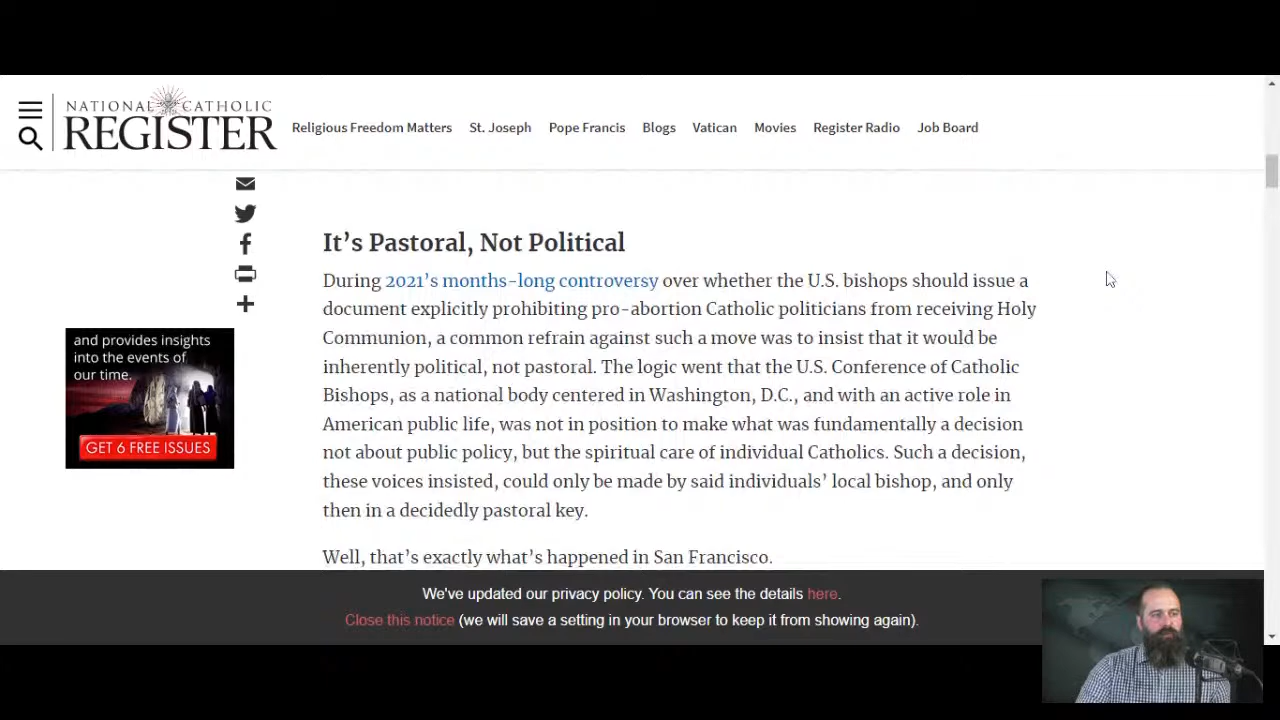 NATIONAL CATHOLIC
REGISTER
Religious Freedom Matters St. Joseph Pope Francis Blogs Vatican Movies Register Radio Job Board
It’s Pastoral, Not Political
During 2021’s months-long controversy over whether the U.S. bishops should issue a
document explicitly prohibiting pro-abortion Catholic politicians from receiving Holy
Communion, a common refrain against such a move was to insist that it would be
inherently political, not pastoral. The logic went that the U.S. Conference of Catholic
Bishops, as a national body centered in Washington, D.C., and with an active role in
American public life, was not in position to make what was fundamentally a decision
not about public policy, but the spiritual care of individual Catholics. Such a decision,
these voices insisted, could only be made by said individuals’ local bishop, and only
then in a decidedly pastoral key.
Well, that’s exactly what’s happened in San Francisco.
and provides insights
into the events of
our time.
GET 6 FREE ISSUES
We've updated our privacy policy. You can see the details here.
Close this notice (we will save a setting in your browser to keep it from showing again).